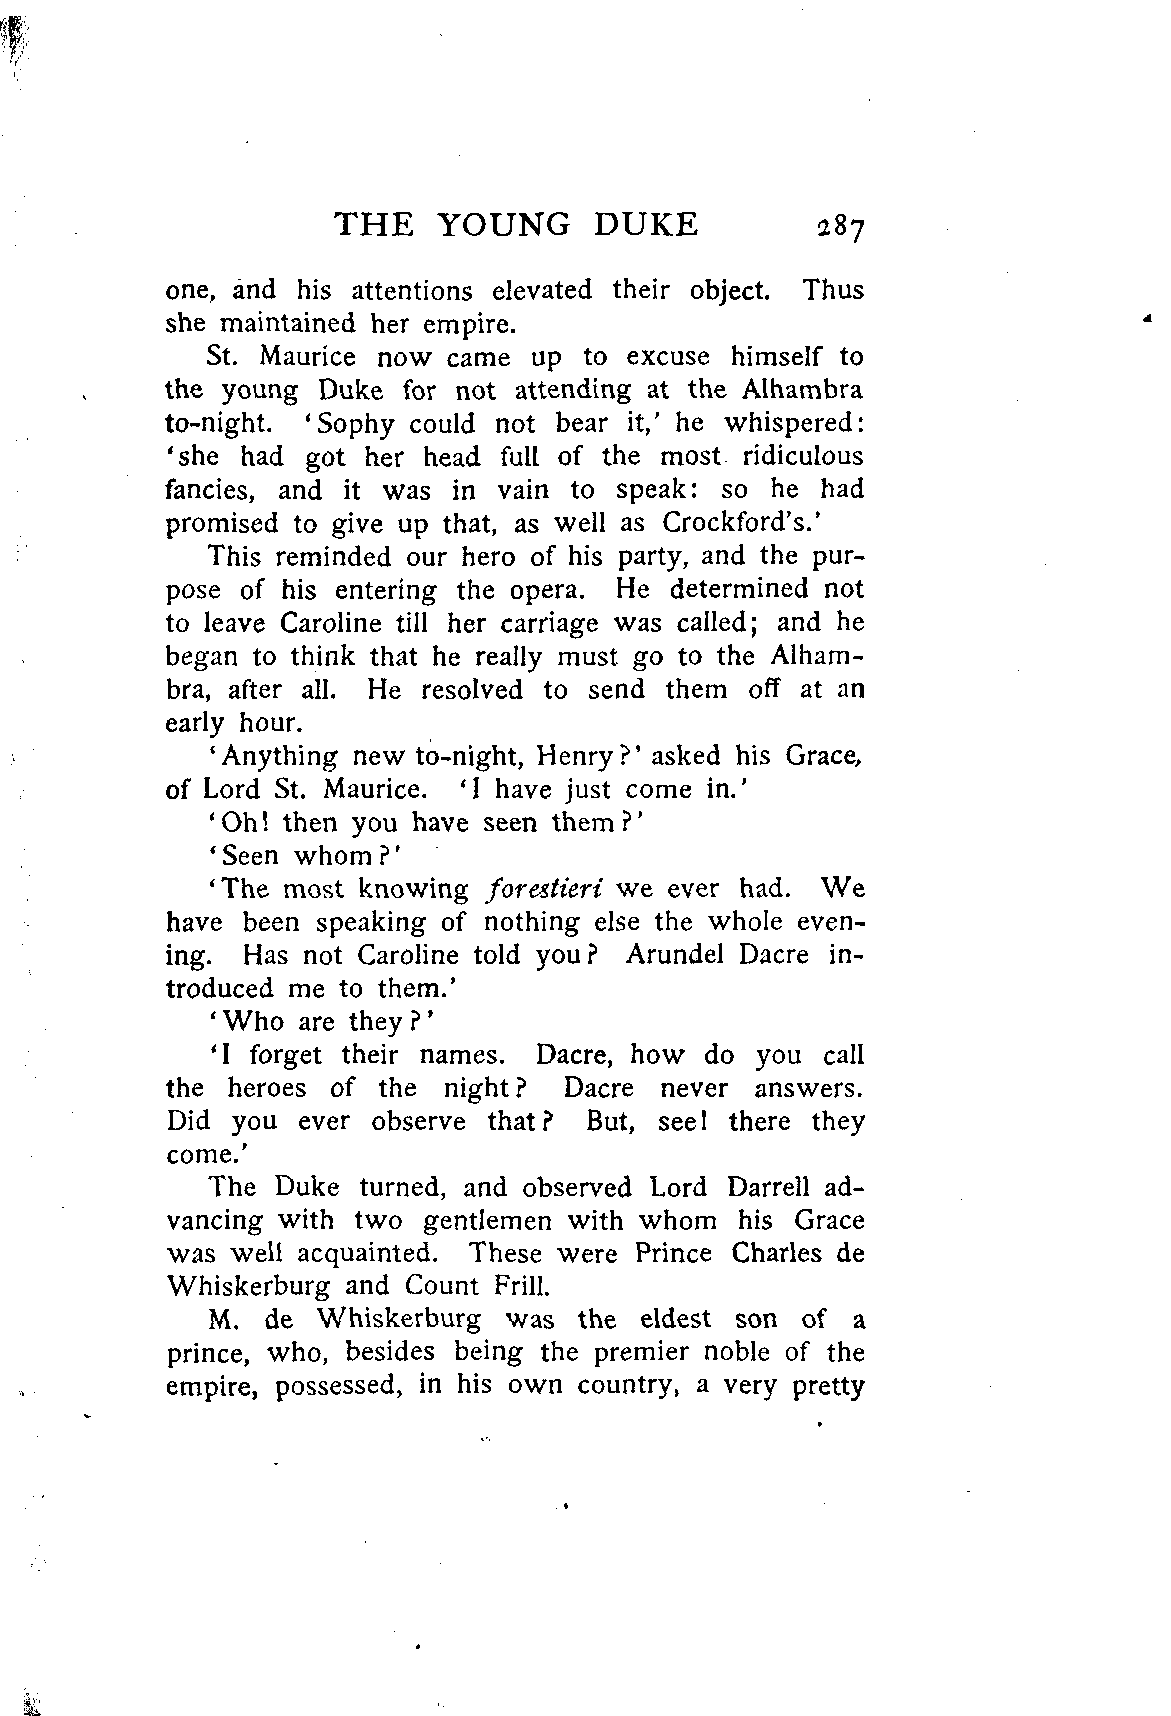 THE YOUNG DUKE 287
one, and his attentions elevated their object. Thus
she maintained her empire.
St. Maurice now came up to excuse himself to
the young Duke for not attending at the Alhambra
to-night. ‘Sophy could not bear it,’ he whispered:
‘she had got her head full of the most ridiculous
fancies, and it was in vain to speak: so he had
promised to give up that, as well as Crockford’s.’
This reminded our hero of his party, and the pur-
pose of his entering the opera. He determined not
to leave Caroline till her carriage was called; and he
began to think that he really must go to the Alham-
bra, after all. He resolved to send them off at an
early hour.
‘Anything new to-night, Henry?’ asked his Grace,
of Lord St. Maurice. ‘I have just come in.’
‘Oh! then you have seen them?’
‘Seen whom?’
‘The most knowing forestieri we ever had. We
have been speaking of nothing else the whole even-
ing. Has not Caroline told you? Arundel Dacre in-
troduced me to them.’
‘Who are they?’
‘I forget their names. Dacre, how do you call
the heroes of the night? Dacre never answers.
Did you ever observe that? But, see! there they
come.’
The Duke turned, and observed Lord Darrell ad-
vancing with two gentlemen with whom his Grace
was well acquainted. These were Prince Charles de
Whiskerburg and Count Frill.
M. de Whiskerburg was the eldest son of a
prince, who, besides being the premier noble of the
empire, possessed, in his own country, a very pretty